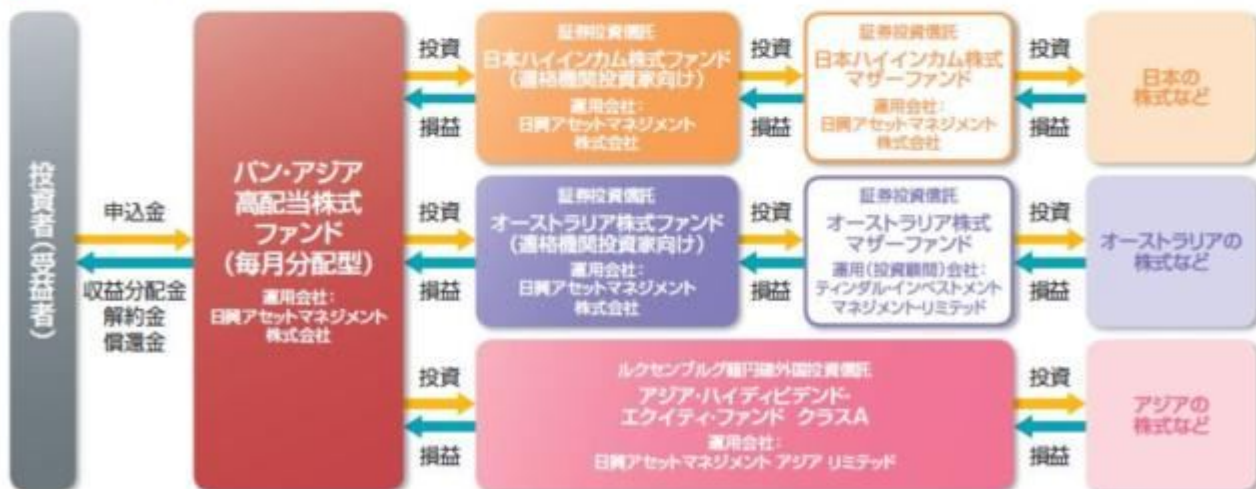 投資者(受益者)
申込金
収益分配金
解約金
償還金
パン・アジア
高配当株式
ファンド
(毎月分配型)
運用会社:
日興アセットマネジメント
株式会社
投資
損益
証券投資信託
日本ハイインカム株式ファンド
(適格機関投資家向け)
運用会社:
日興アセットマネジメント
株式会社
投資
損益
証券投資信託
日本ハイインカム株式
マザーファンド
運用会社:
日興アセットマネジメント
株式会社
投資
損益
日本の
株式など
投資
損益
証券投資信託
オーストラリア株式ファンド
(適格機関投資家向け)
運用会社:
日興アセットマネジメント
株式会社
投資
損益
証券投資信託
オーストラリア株式
マザーファンド
運用(投資顧問)会社:
ティンダル・インベストメント
マネジメント・リミテッド
投資
損益
オーストラリアの
株式など
投資
損益
ルクセンブルグ籍円建外国投資信託
アジア・ハイディビデンド・
エクイティ・ファンド クラスA
運用会社:
日興アセットマネジメント アジア リミテッド
投資
損益
アジアの
株式など